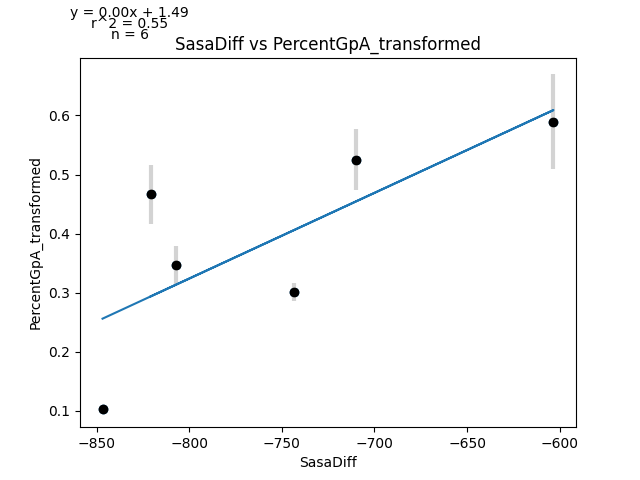 y = 0.00x + 1.49
r^2 = 0.55
n = 6
SasaDiff vs PercentGpA_transformed
PercentGpA_transformed
0.6
0.5
0.4
0.3
0.2
0.1
−850
−800
−750
−700
−650
−600
SasaDiff